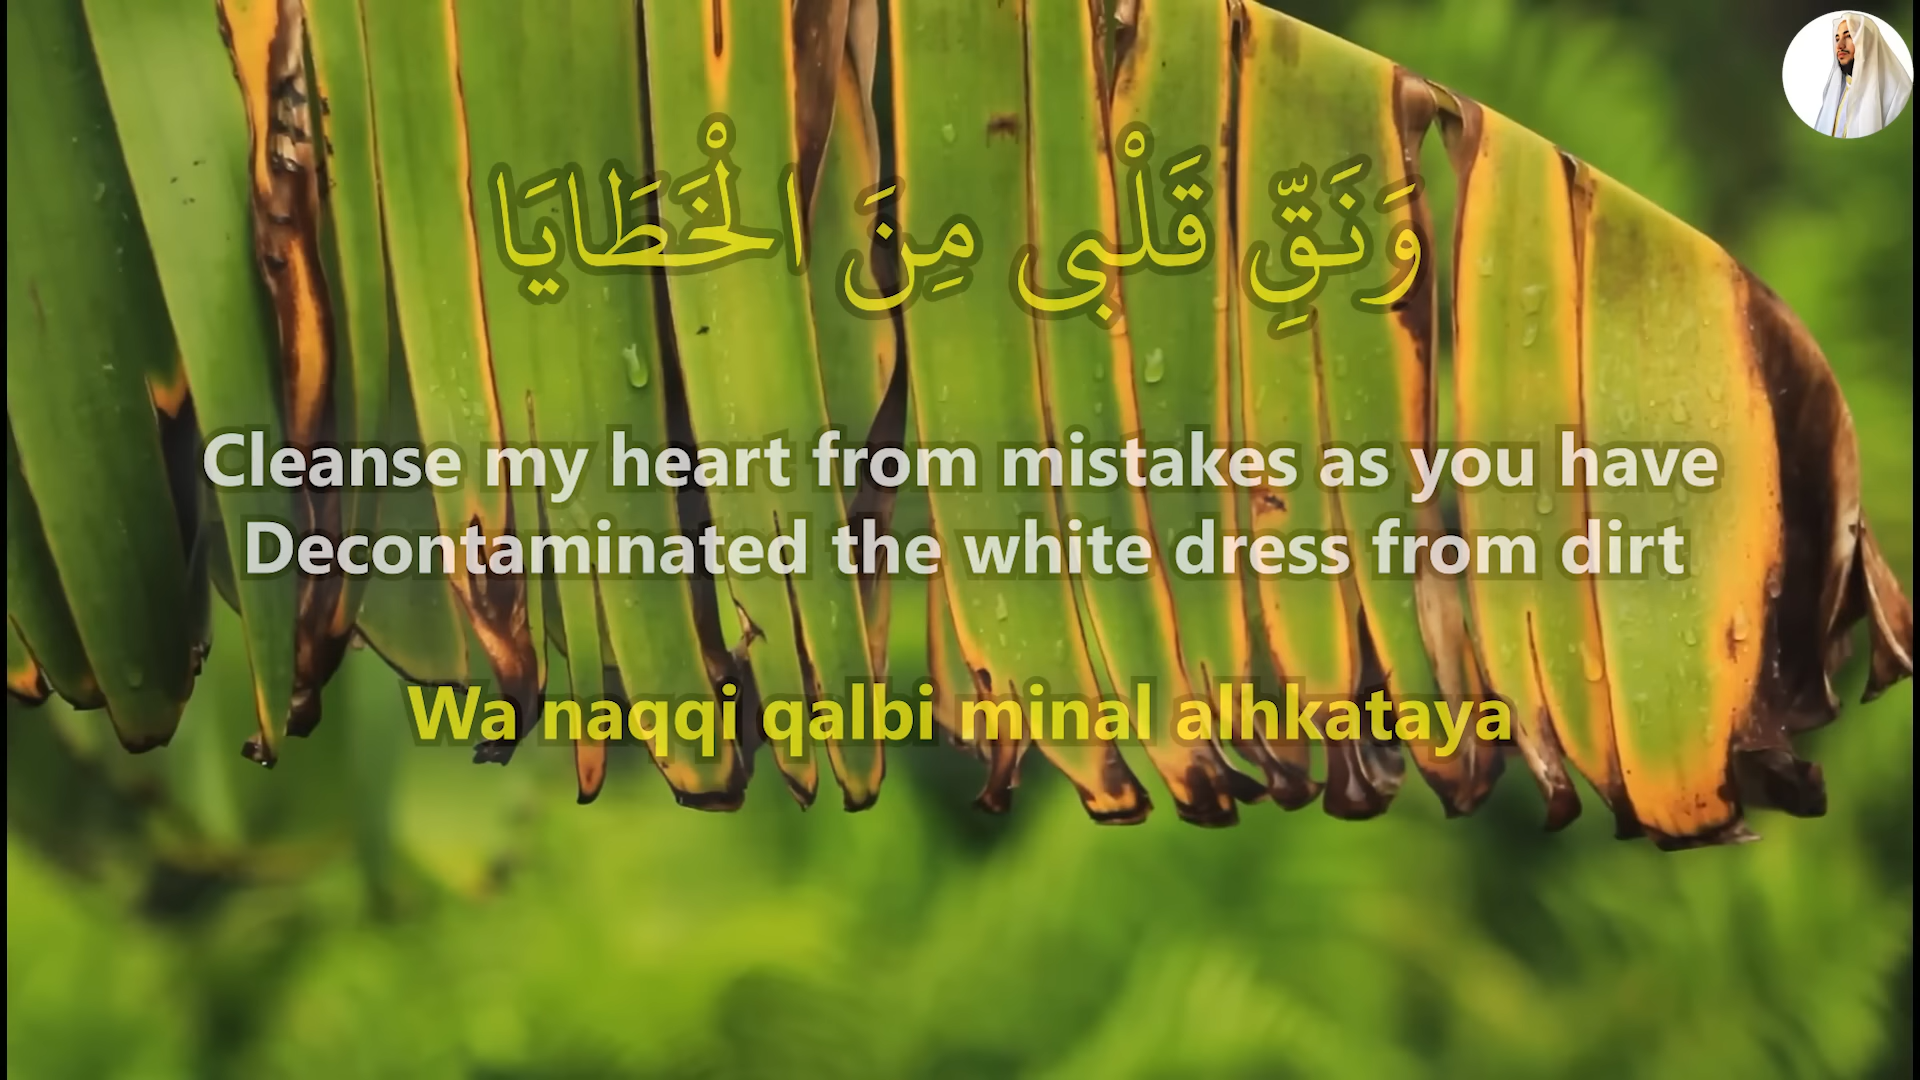 وَنَقِّ قَلْبِى مِنَ الْخَطَايَا
Cleanse my heart from mistakes as you have
Decontaminated the white dress from dirt
Wa naqqi qalbi minal alhkataya